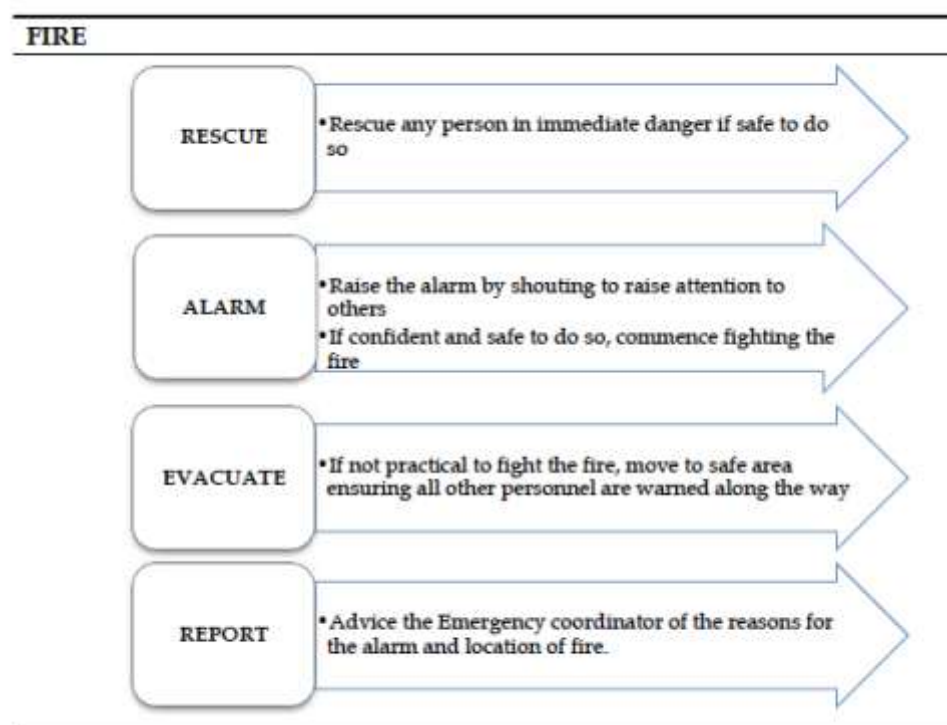 FIRE
RESCUE
•Rescue any person in immediate danger if safe to do
so
ALARM
•Raise the alarm by shouting to raise attention to
others
•If confident and safe to do so, commence fighting the
fire
EVACUATE
•If not practical to fight the fire, move to safe area
ensuring all other personnel are warned along the way
REPORT
•Advice the Emergency coordinator of the reasons for
the alarm and location of fire.